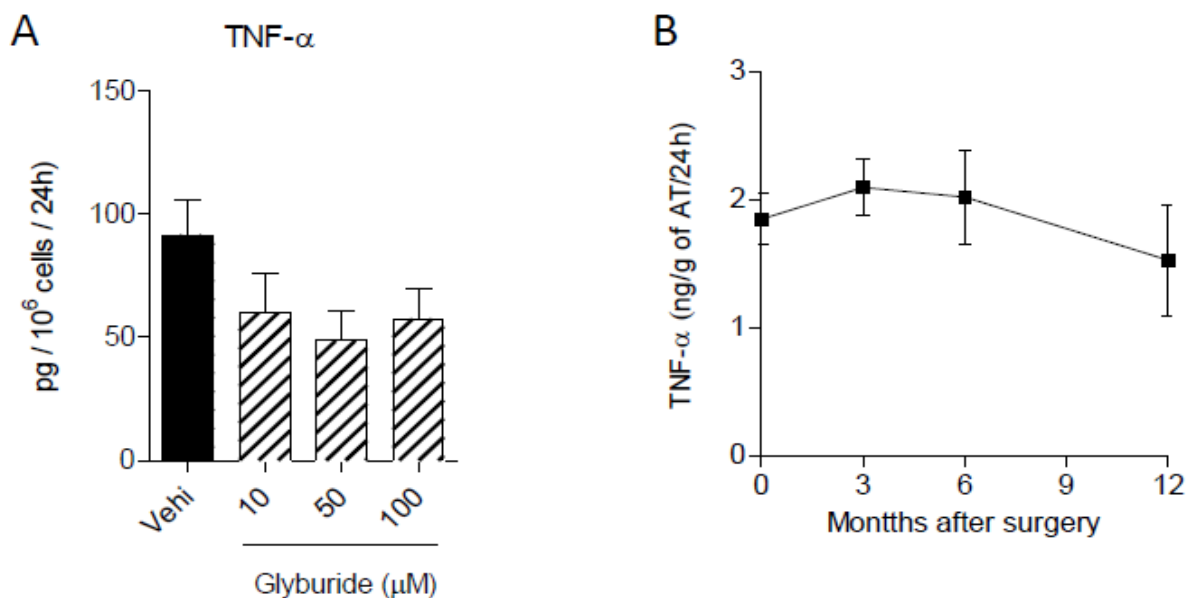 A
TNF-α
150
100
50
0
pg / 10⁶ cells / 24h
Vehi
10
50
100
Glyburide (μM)
B
3
2
1
0
TNF-α (ng/g of AT/24h)
0 3 6 9 12
Montths after surgery